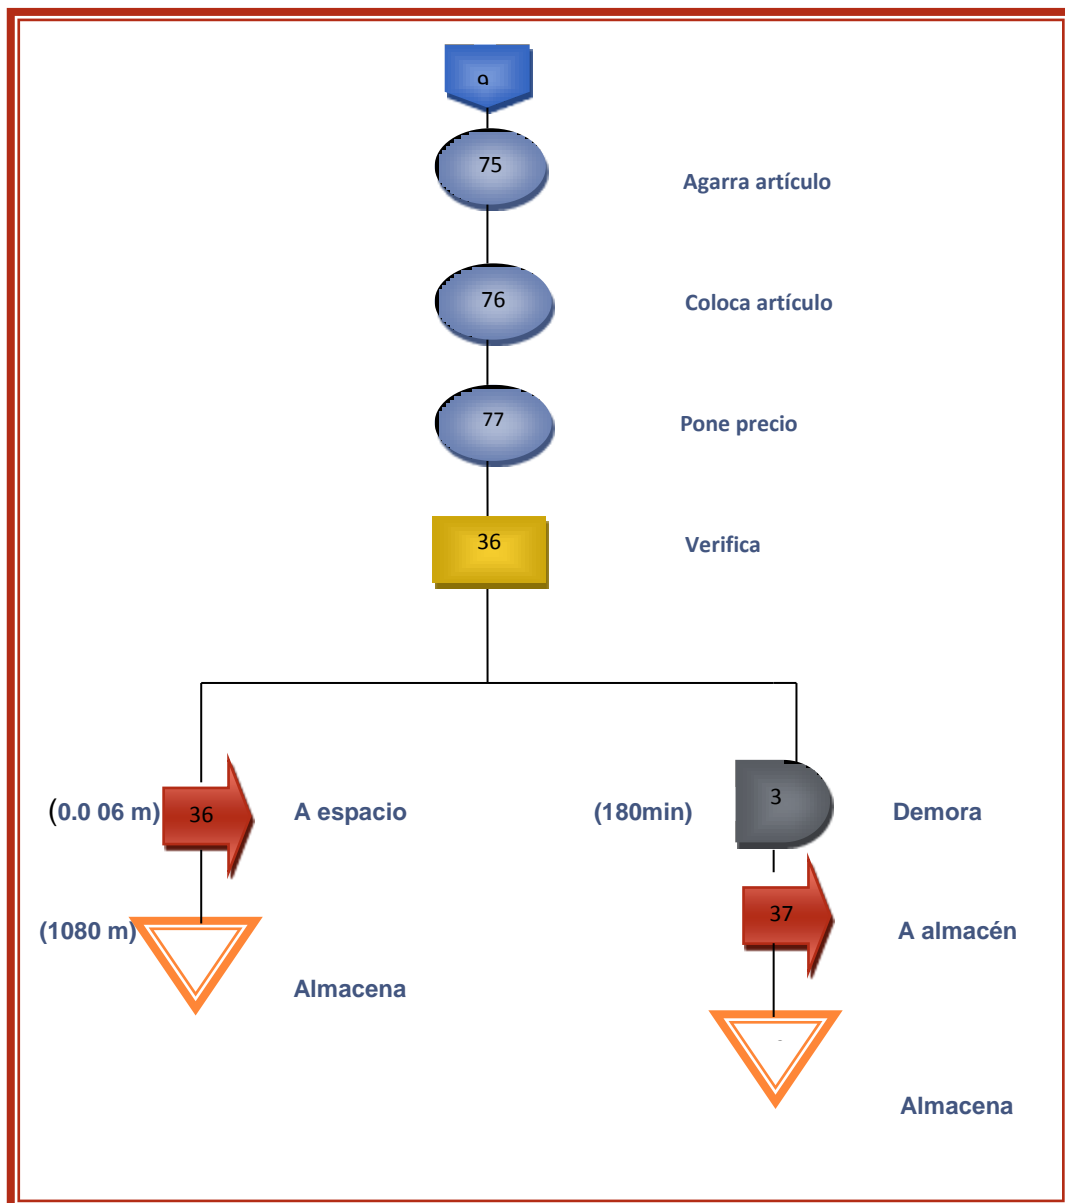 9
75
Agarra artículo
76
Coloca artículo
77
Pone precio
36
Verifica
(0.0 06 m)
36
A espacio
(180min)
3
Demora
(1080 m)
37
A almacén
Almacena
Almacena